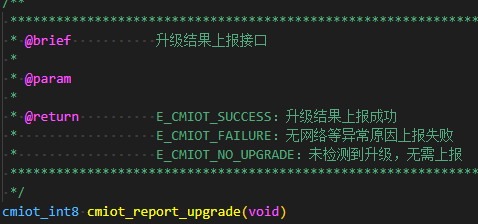 /**
***********************************************************************
* @brief 升级结果上报接口
*
* @param
*
* @return E_CMIOT_SUCCESS：升级结果上报成功
* E_CMIOT_FAILURE：无网络等异常原因上报失败
* E_CMIOT_NO_UPGRADE：未检测到升级，无需上报
***********************************************************************
*/
cmiot_int8 cmiot_report_upgrade(void)